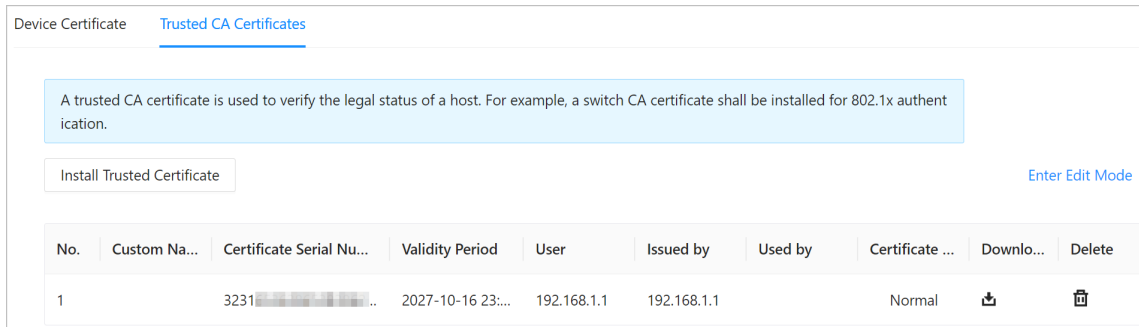 Device Certificate Trusted CA Certificates
A trusted CA certificate is used to verify the legal status of a host. For example, a switch CA certificate shall be installed for 802.1x authent
ication.
Install Trusted Certificate Enter Edit Mode
No. Custom Na... Certificate Serial Nu... Validity Period User Issued by Used by Certificate ... Downlo... Delete
1 3231 .. 2027-10-16 23:... 192.168.1.1 192.168.1.1 Normal